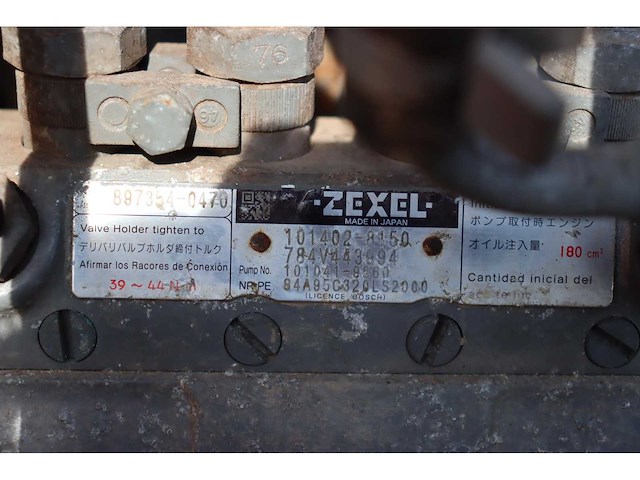 76
46
897354-0470
Valve Holder tighten to
デリバリバルブホルダ締付トルク
Afirmar los Racores de Conexión
39～44 N
·ZEXEL·
MADE IN JAPAN
101402-8150
784V443694
Pump No.
NP-PE
(LICENCE BOSCH)
ポンプ取付時エンジン
オイル注入量 180 cm³
Cantidad inicial del